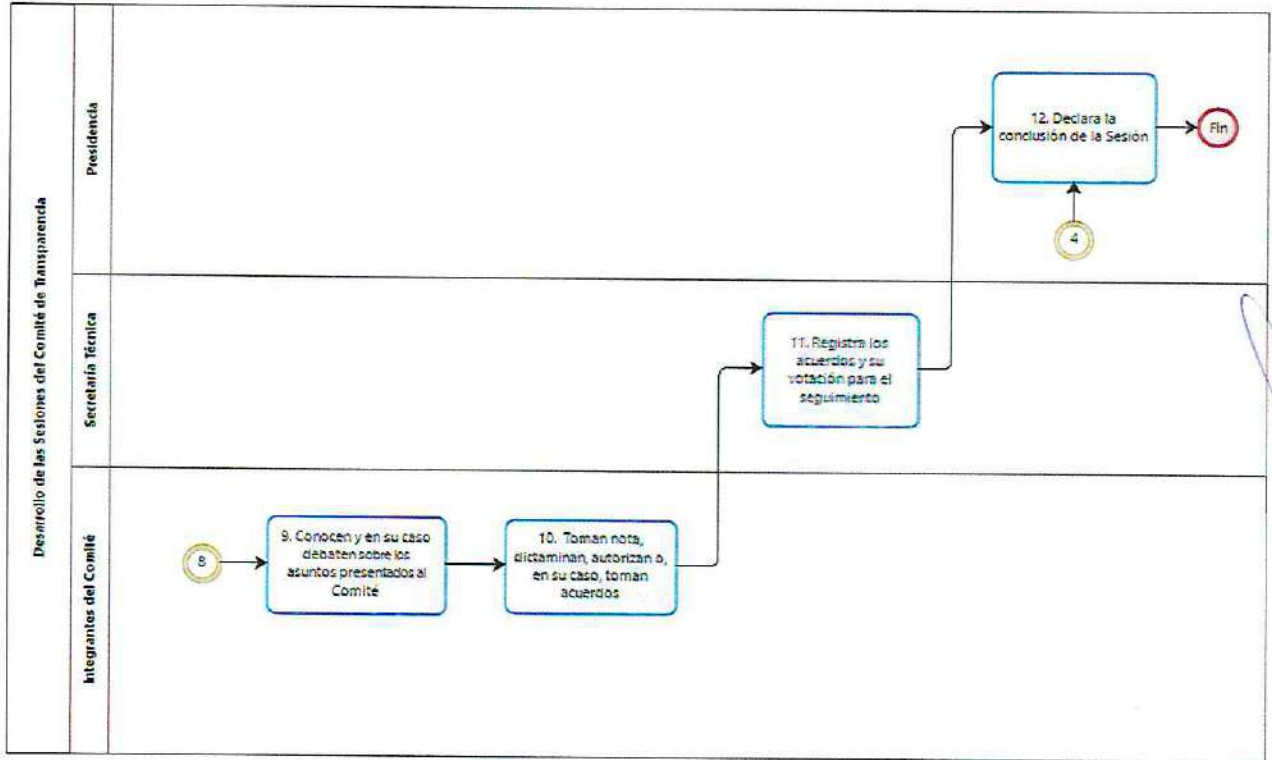 Desarrollo de las Sesiones del Comité de Transparencia
Presidencia
12. Declara la
conclusión de la Sesión
Fin
4
Secretaría Técnica
11. Registra los
acuerdos y su
votación para el
seguimiento
Integrantes del Comité
8
9. Conocen y en su caso
debaten sobre los
asuntos presentados al
Comité
10. Toman nota,
dictaminan, autorizan o,
en su caso, toman
acuerdos